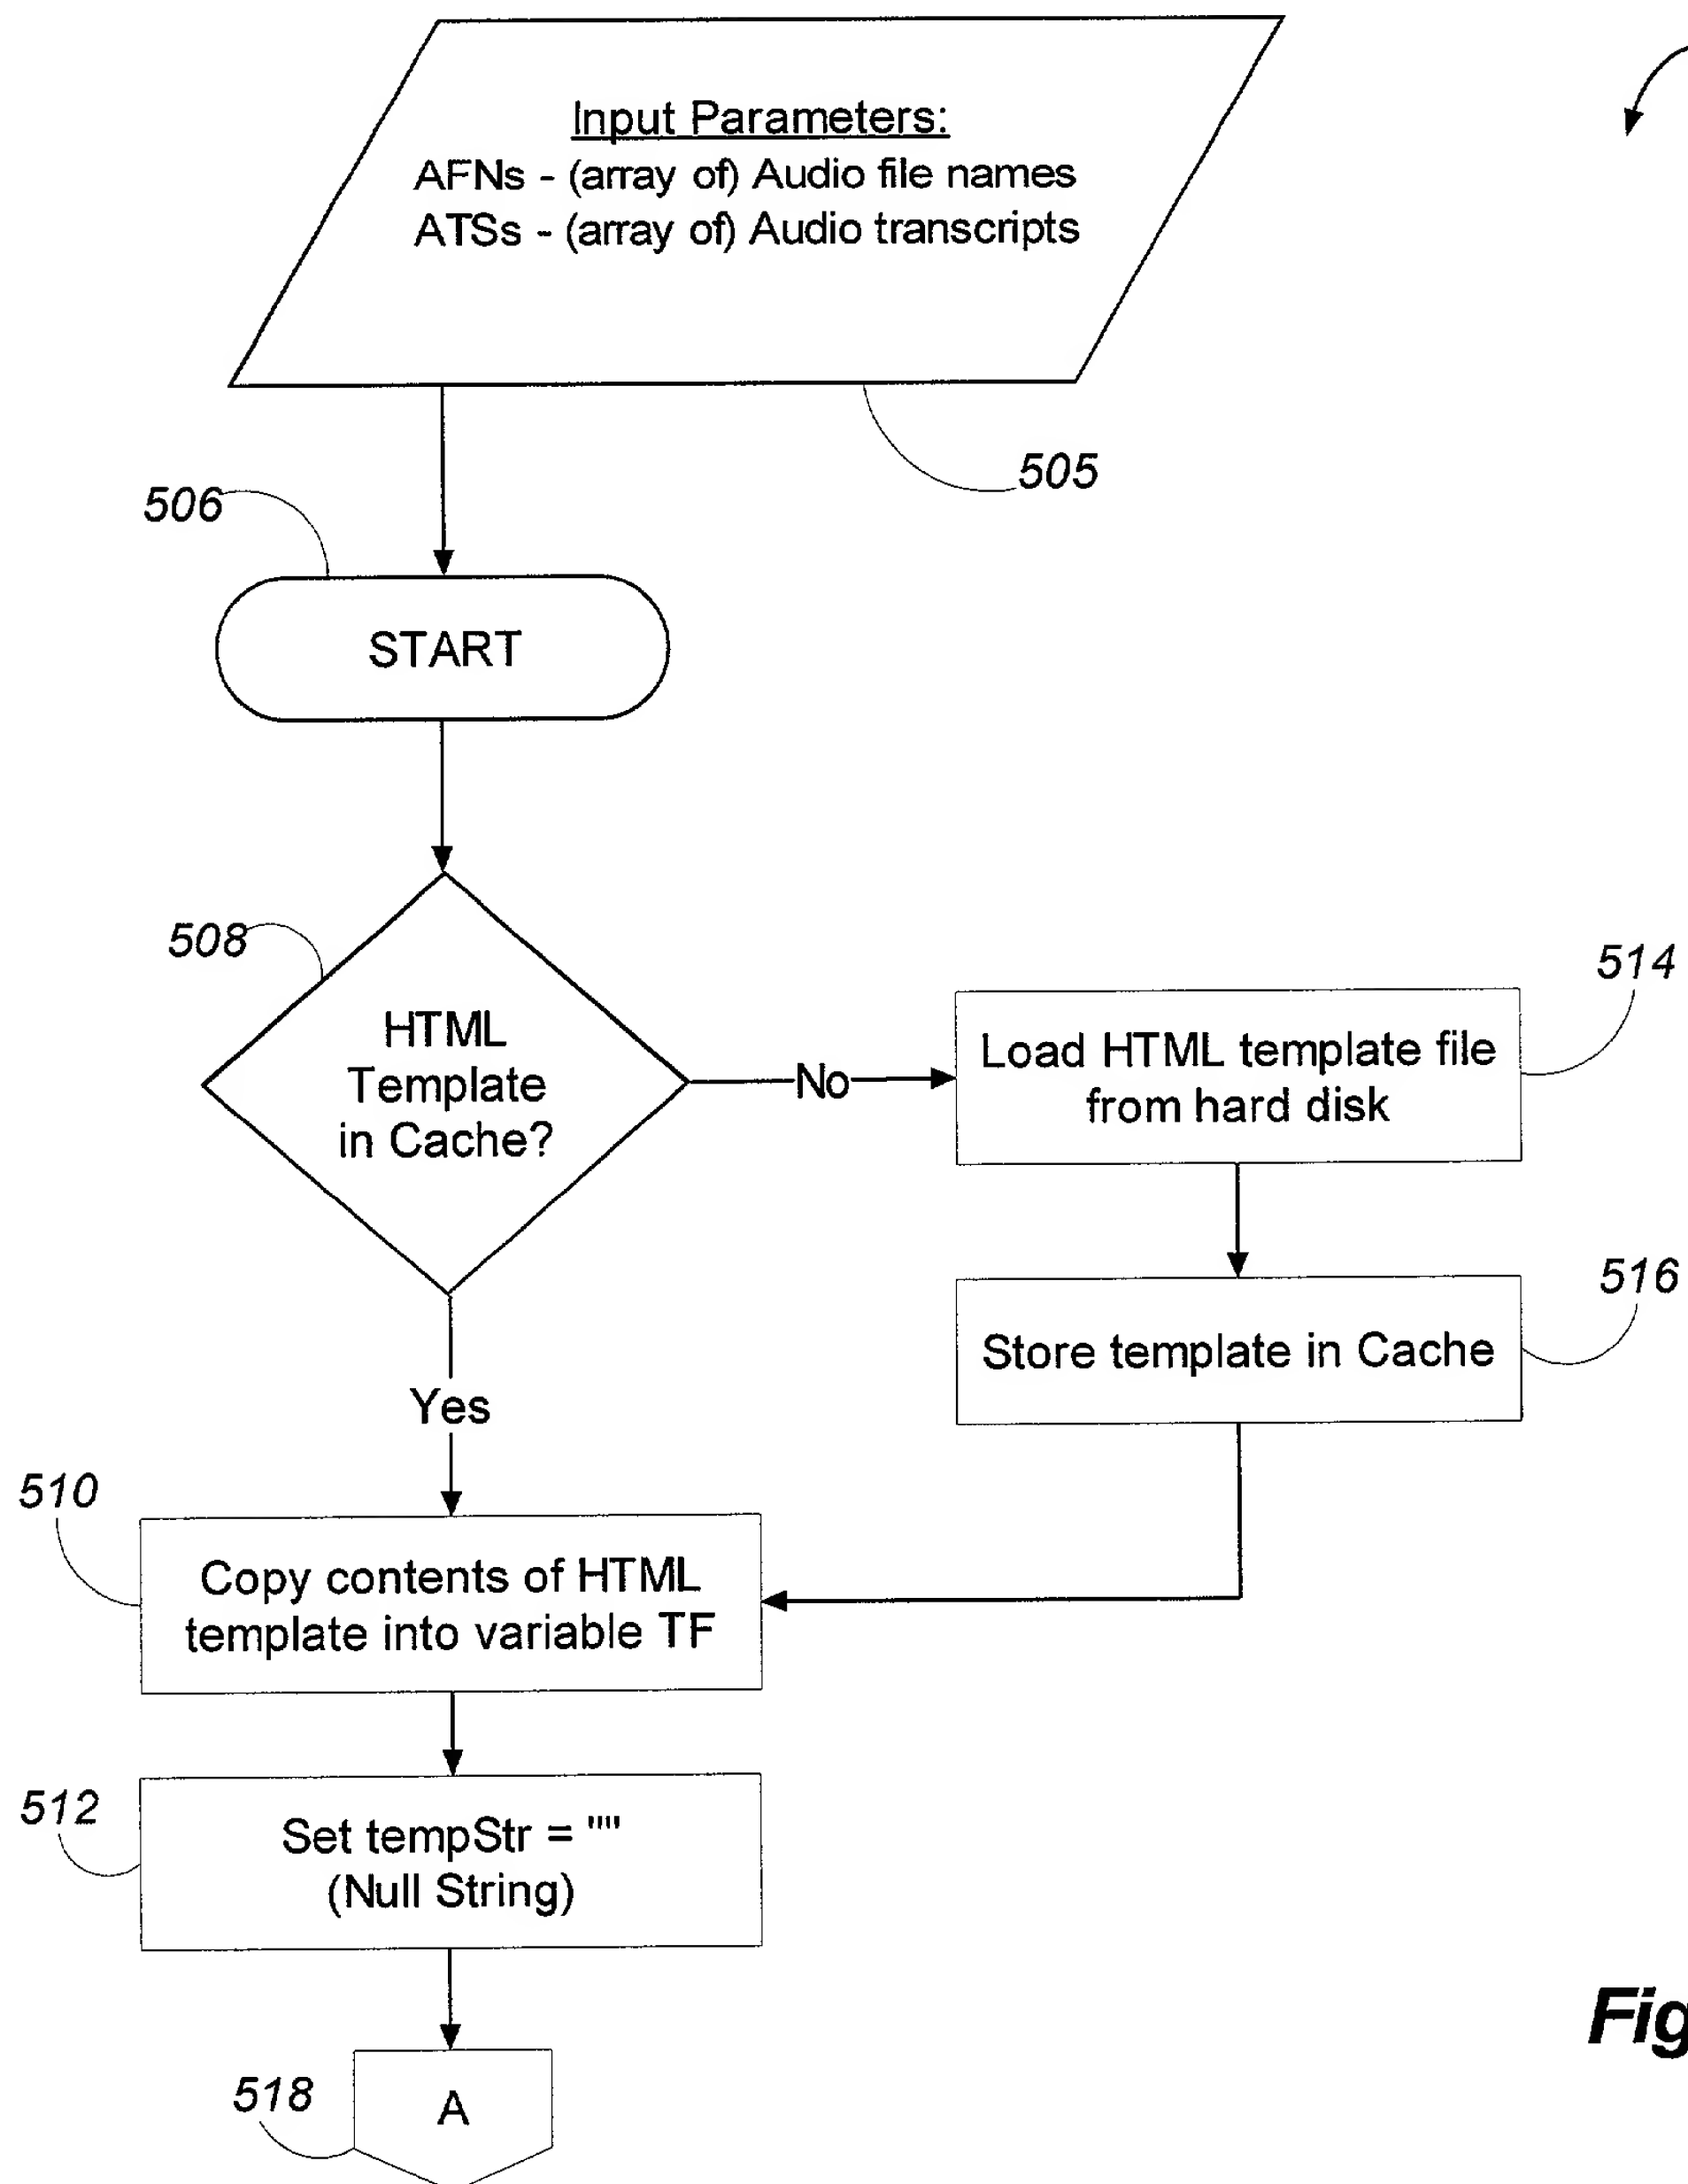 Input Parameters:
AFNs - (array of) Audio file names
ATSs - (array of) Audio transcripts
505
506
START
508
HTML
Template
in Cache?
No
514
Load HTML template file
from hard disk
516
Store template in Cache
Yes
510
Copy contents of HTML
template into variable TF
512
Set tempStr = ""
(Null String)
518
A
Fig